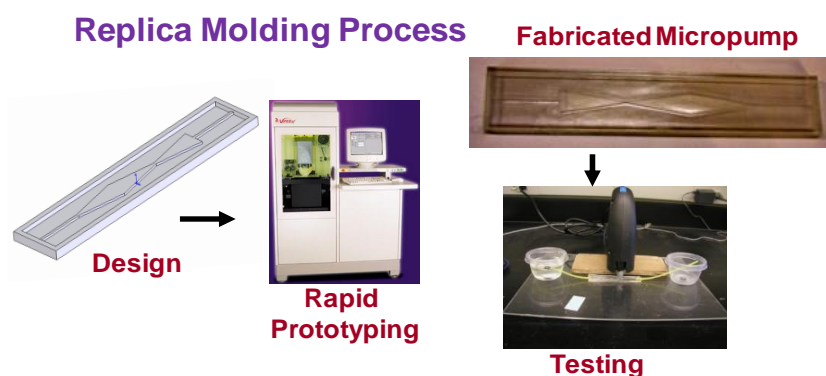 Replica Molding Process
Fabricated Micropump
Design
Rapid
Prototyping
Testing